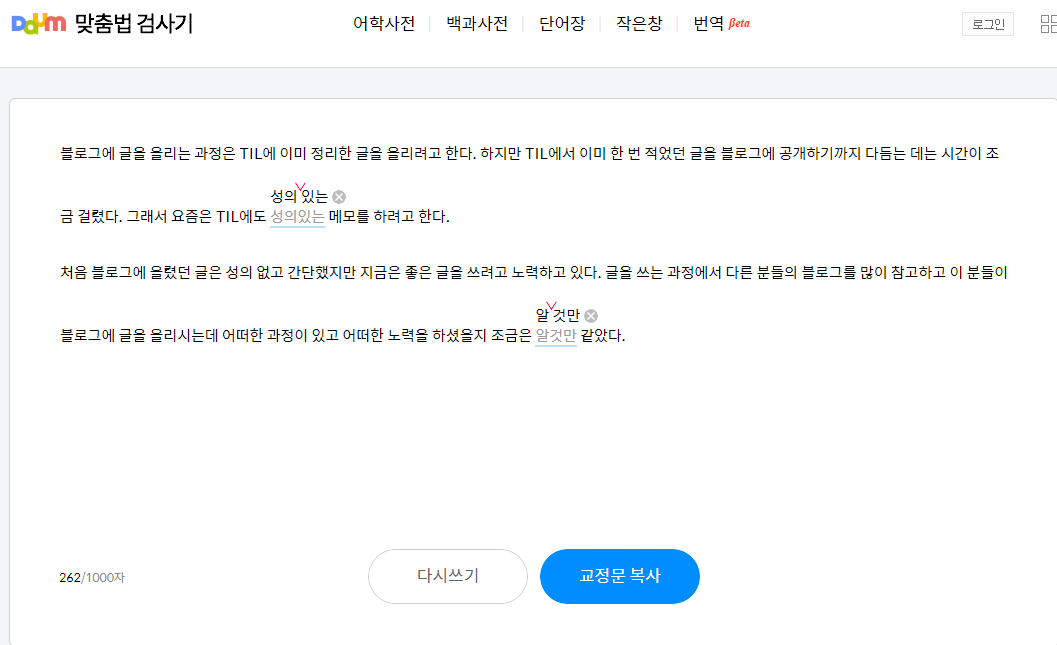 Daum 맞춤법 검사기 어학사전 백과사전 단어장 작은창 번역 βeta 로그인
블로그에 글을 올리는 과정은 TIL에 이미 정리한 글을 올리려고 한다. 하지만 TIL에서 이미 한 번 적었던 글을 블로그에 공개하기까지 다듬는 데는 시간이 조
성의 있는
금 걸렸다. 그래서 요즘은 TIL에도 성의있는 메모를 하려고 한다.
처음 블로그에 올렸던 글은 성의 없고 간단했지만 지금은 좋은 글을 쓰려고 노력하고 있다. 글을 쓰는 과정에서 다른 분들의 블로그를 많이 참고하고 이 분들이
알 것만
블로그에 글을 올리시는데 어떠한 과정이 있고 어떠한 노력을 하셨을지 조금은 알것만 같았다.
262/1000자 다시쓰기 교정문 복사